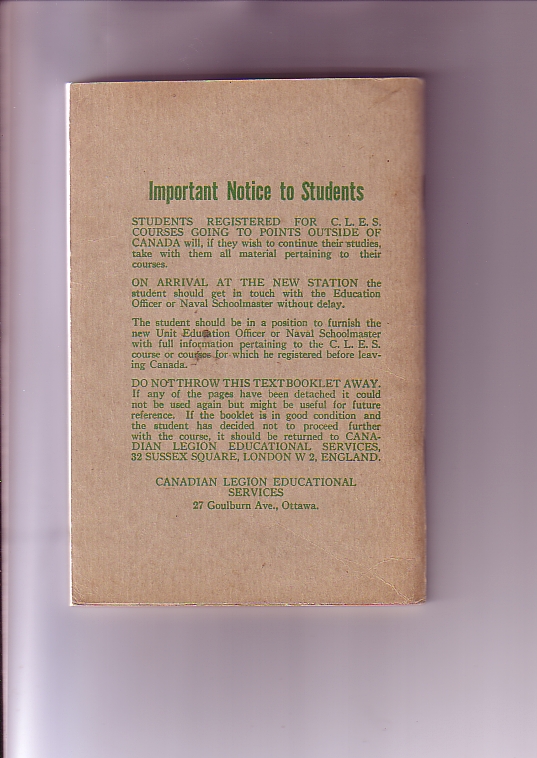 Important Notice to Students
STUDENTS REGISTERED FOR C. L. E. S.
COURSES GOING TO POINTS OUTSIDE OF
CANADA will, if they wish to continue their studies,
take with them all material pertaining to their
courses.
ON ARRIVAL AT THE NEW STATION the
student should get in touch with the Education
Officer or Naval Schoolmaster without delay.
The student should be in a position to furnish the
new Unit Education Officer or Naval Schoolmaster
with full information pertaining to the C. L. E. S.
course or courses for which he registered before leav-
ing Canada.
DO NOT THROW THIS TEXTBOOKLET AWAY.
If any of the pages have been detached it could
not be used again but might be useful for future
reference. If the booklet is in good condition and
the student has decided not to proceed further
with the course, it should be returned to CANA-
DIAN LEGION EDUCATIONAL SERVICES,
32 SUSSEX SQUARE, LONDON W 2, ENGLAND.
CANADIAN LEGION EDUCATIONAL
SERVICES
27 Goulburn Ave., Ottawa.